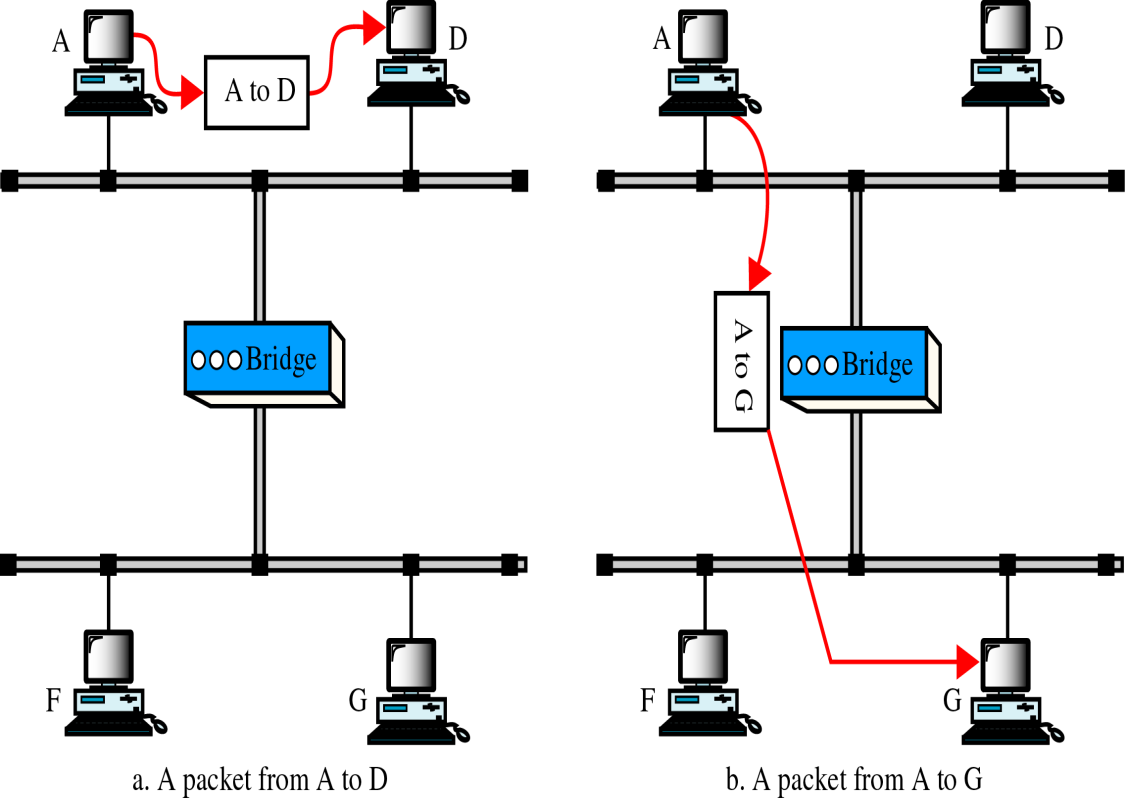 A
A to D
D
Bridge
F
G
a. A packet from A to D
A
D
A to G
Bridge
F
G
b. A packet from A to G